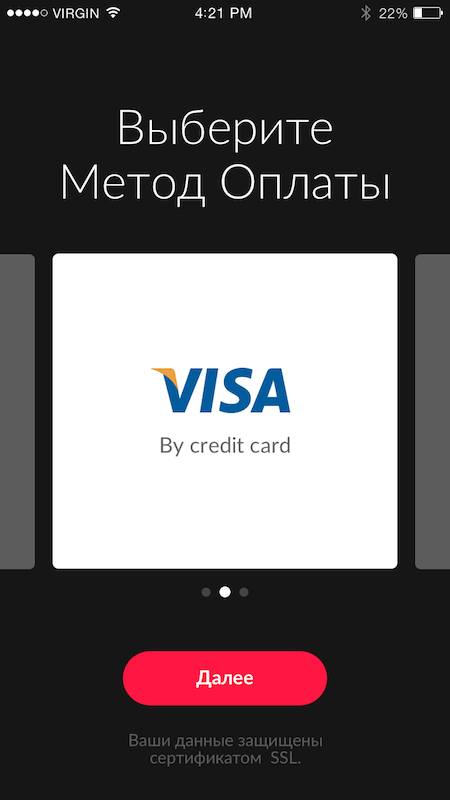 VIRGIN 4:21 PM 22%
Выберите
Метод Оплаты
VISA
By credit card
Далее
Ваши данные защищены
сертификатом SSL.